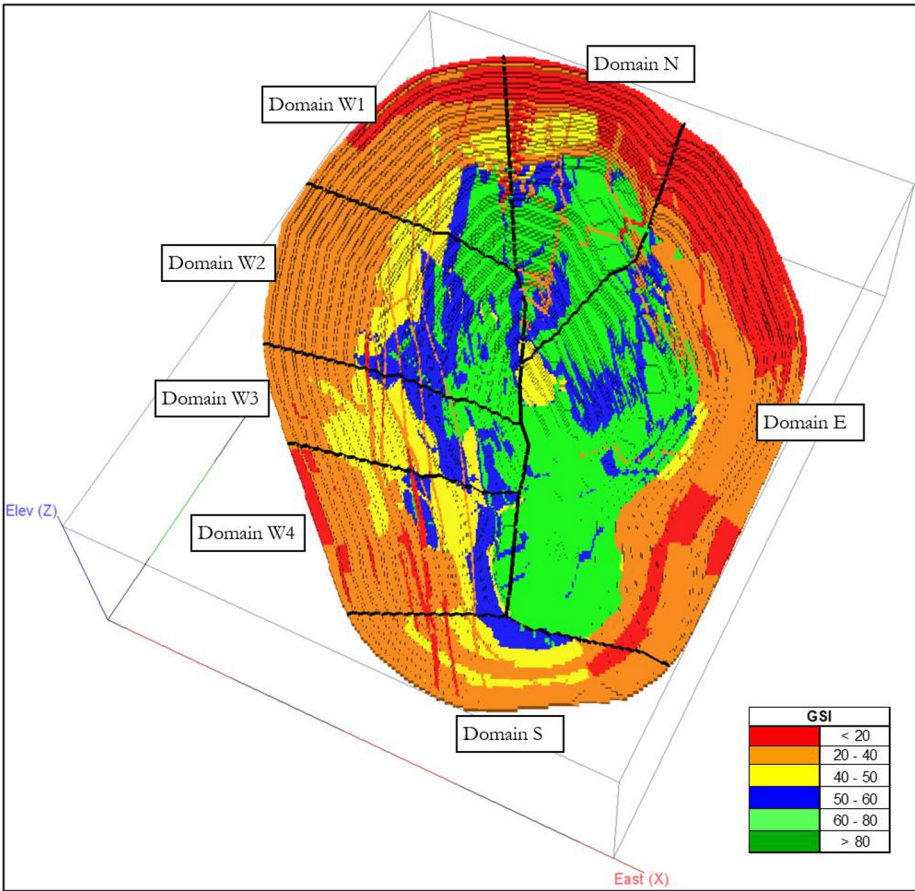 Domain N
Domain W1
Domain W2
Domain W3
Domain E
Elev (Z)
Domain W4
Domain S
GSI
< 20
20 - 40
40 - 50
50 - 60
60 - 80
> 80
East (X)